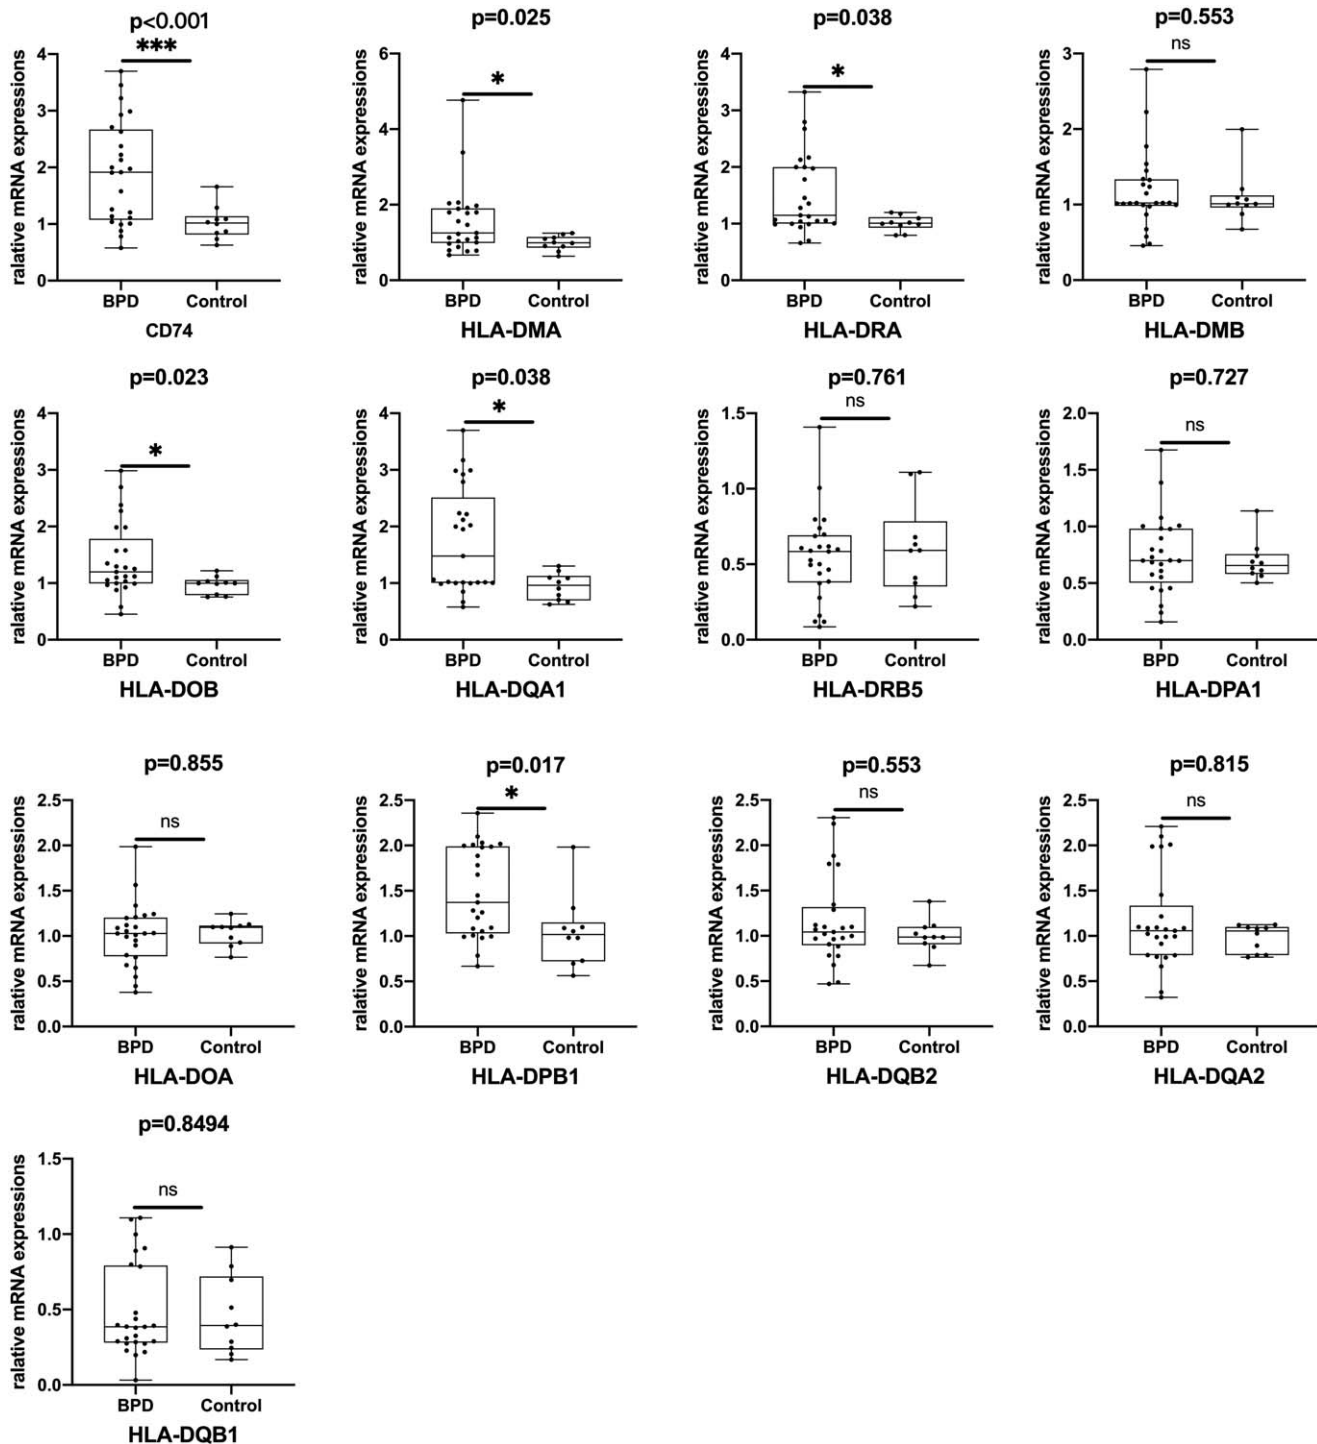 p<0.001
***
ralative mRNA expressions
4
3
2
1
0
BPD Control
CD74
p=0.025
*
ralative mRNA expressions
6
4
2
0
BPD Control
HLA-DMA
p=0.038
*
ralative mRNA expressions
4
3
2
1
0
BPD Control
HLA-DRA
p=0.553
ns
ralative mRNA expressions
3
2
1
0
BPD Control
HLA-DMB
p=0.023
*
ralative mRNA expressions
4
3
2
1
0
BPD Control
HLA-DOB
p=0.038
*
ralative mRNA expressions
4
3
2
1
0
BPD Control
HLA-DQA1
p=0.761
ns
ralative mRNA expressions
1.5
1.0
0.5
0.0
BPD Control
HLA-DRB5
p=0.727
ns
ralative mRNA expressions
2.0
1.5
1.0
0.5
0.0
BPD Control
HLA-DPA1
p=0.855
ns
ralative mRNA expressions
2.5
2.0
1.5
1.0
0.5
0.0
BPD Control
HLA-DOA
p=0.017
*
ralative mRNA expressions
2.5
2.0
1.5
1.0
0.5
0.0
BPD Control
HLA-DPB1
p=0.553
ns
ralative mRNA expressions
2.5
2.0
1.5
1.0
0.5
0.0
BPD Control
HLA-DQB2
p=0.815
ns
ralative mRNA expressions
2.5
2.0
1.5
1.0
0.5
0.0
BPD Control
HLA-DQA2
p=0.8494
ns
ralative mRNA expressions
1.5
1.0
0.5
0.0
BPD Control
HLA-DQB1